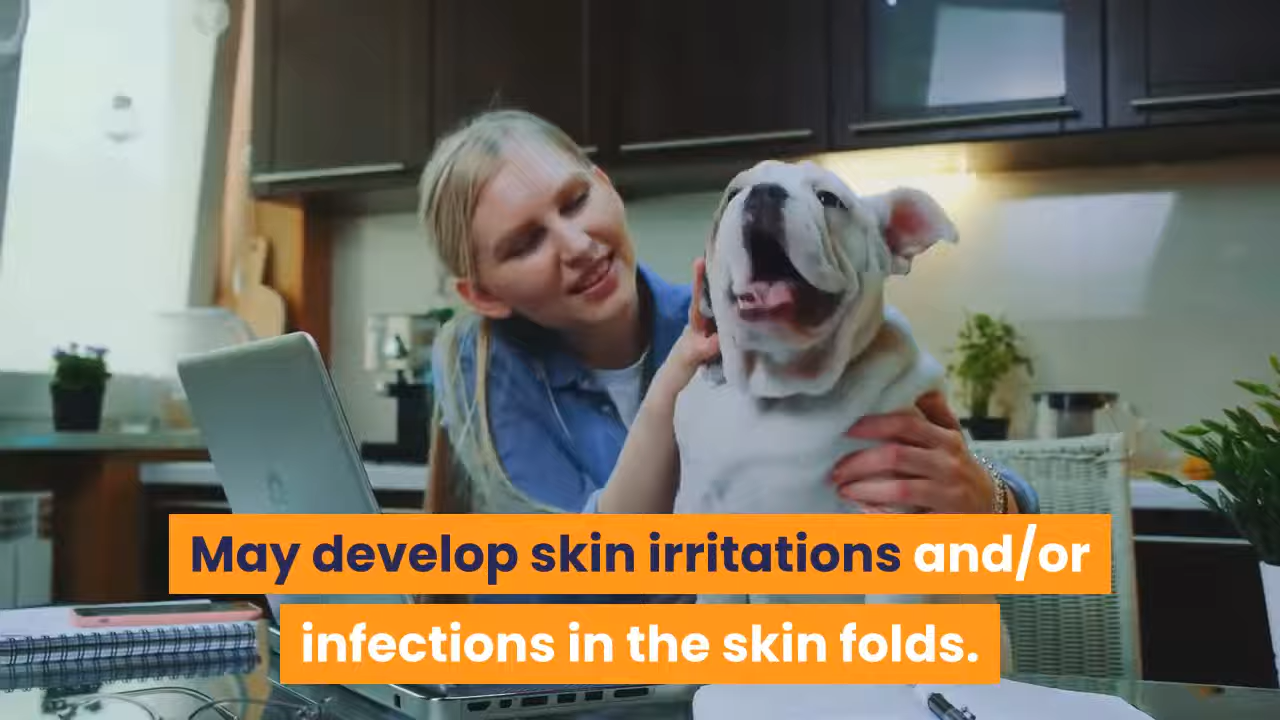 May develop skin irritations and/or
infections in the skin folds.